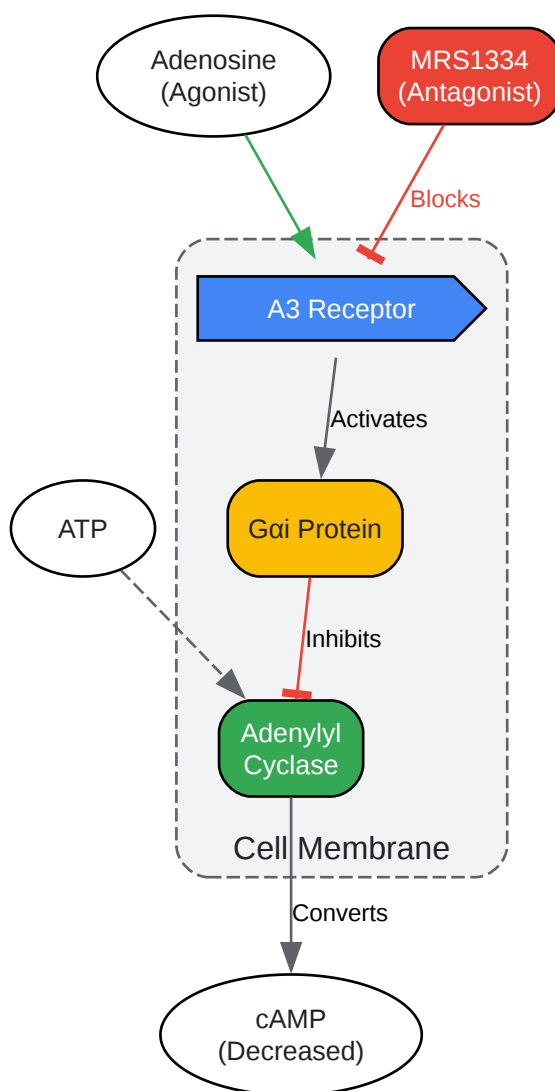 Adenosine
(Agonist)
MRS1334
(Antagonist)
Blocks
A3 Receptor
Activates
ATP
Gαi Protein
Inhibits
Adenylyl
Cyclase
Cell Membrane
Converts
cAMP
(Decreased)